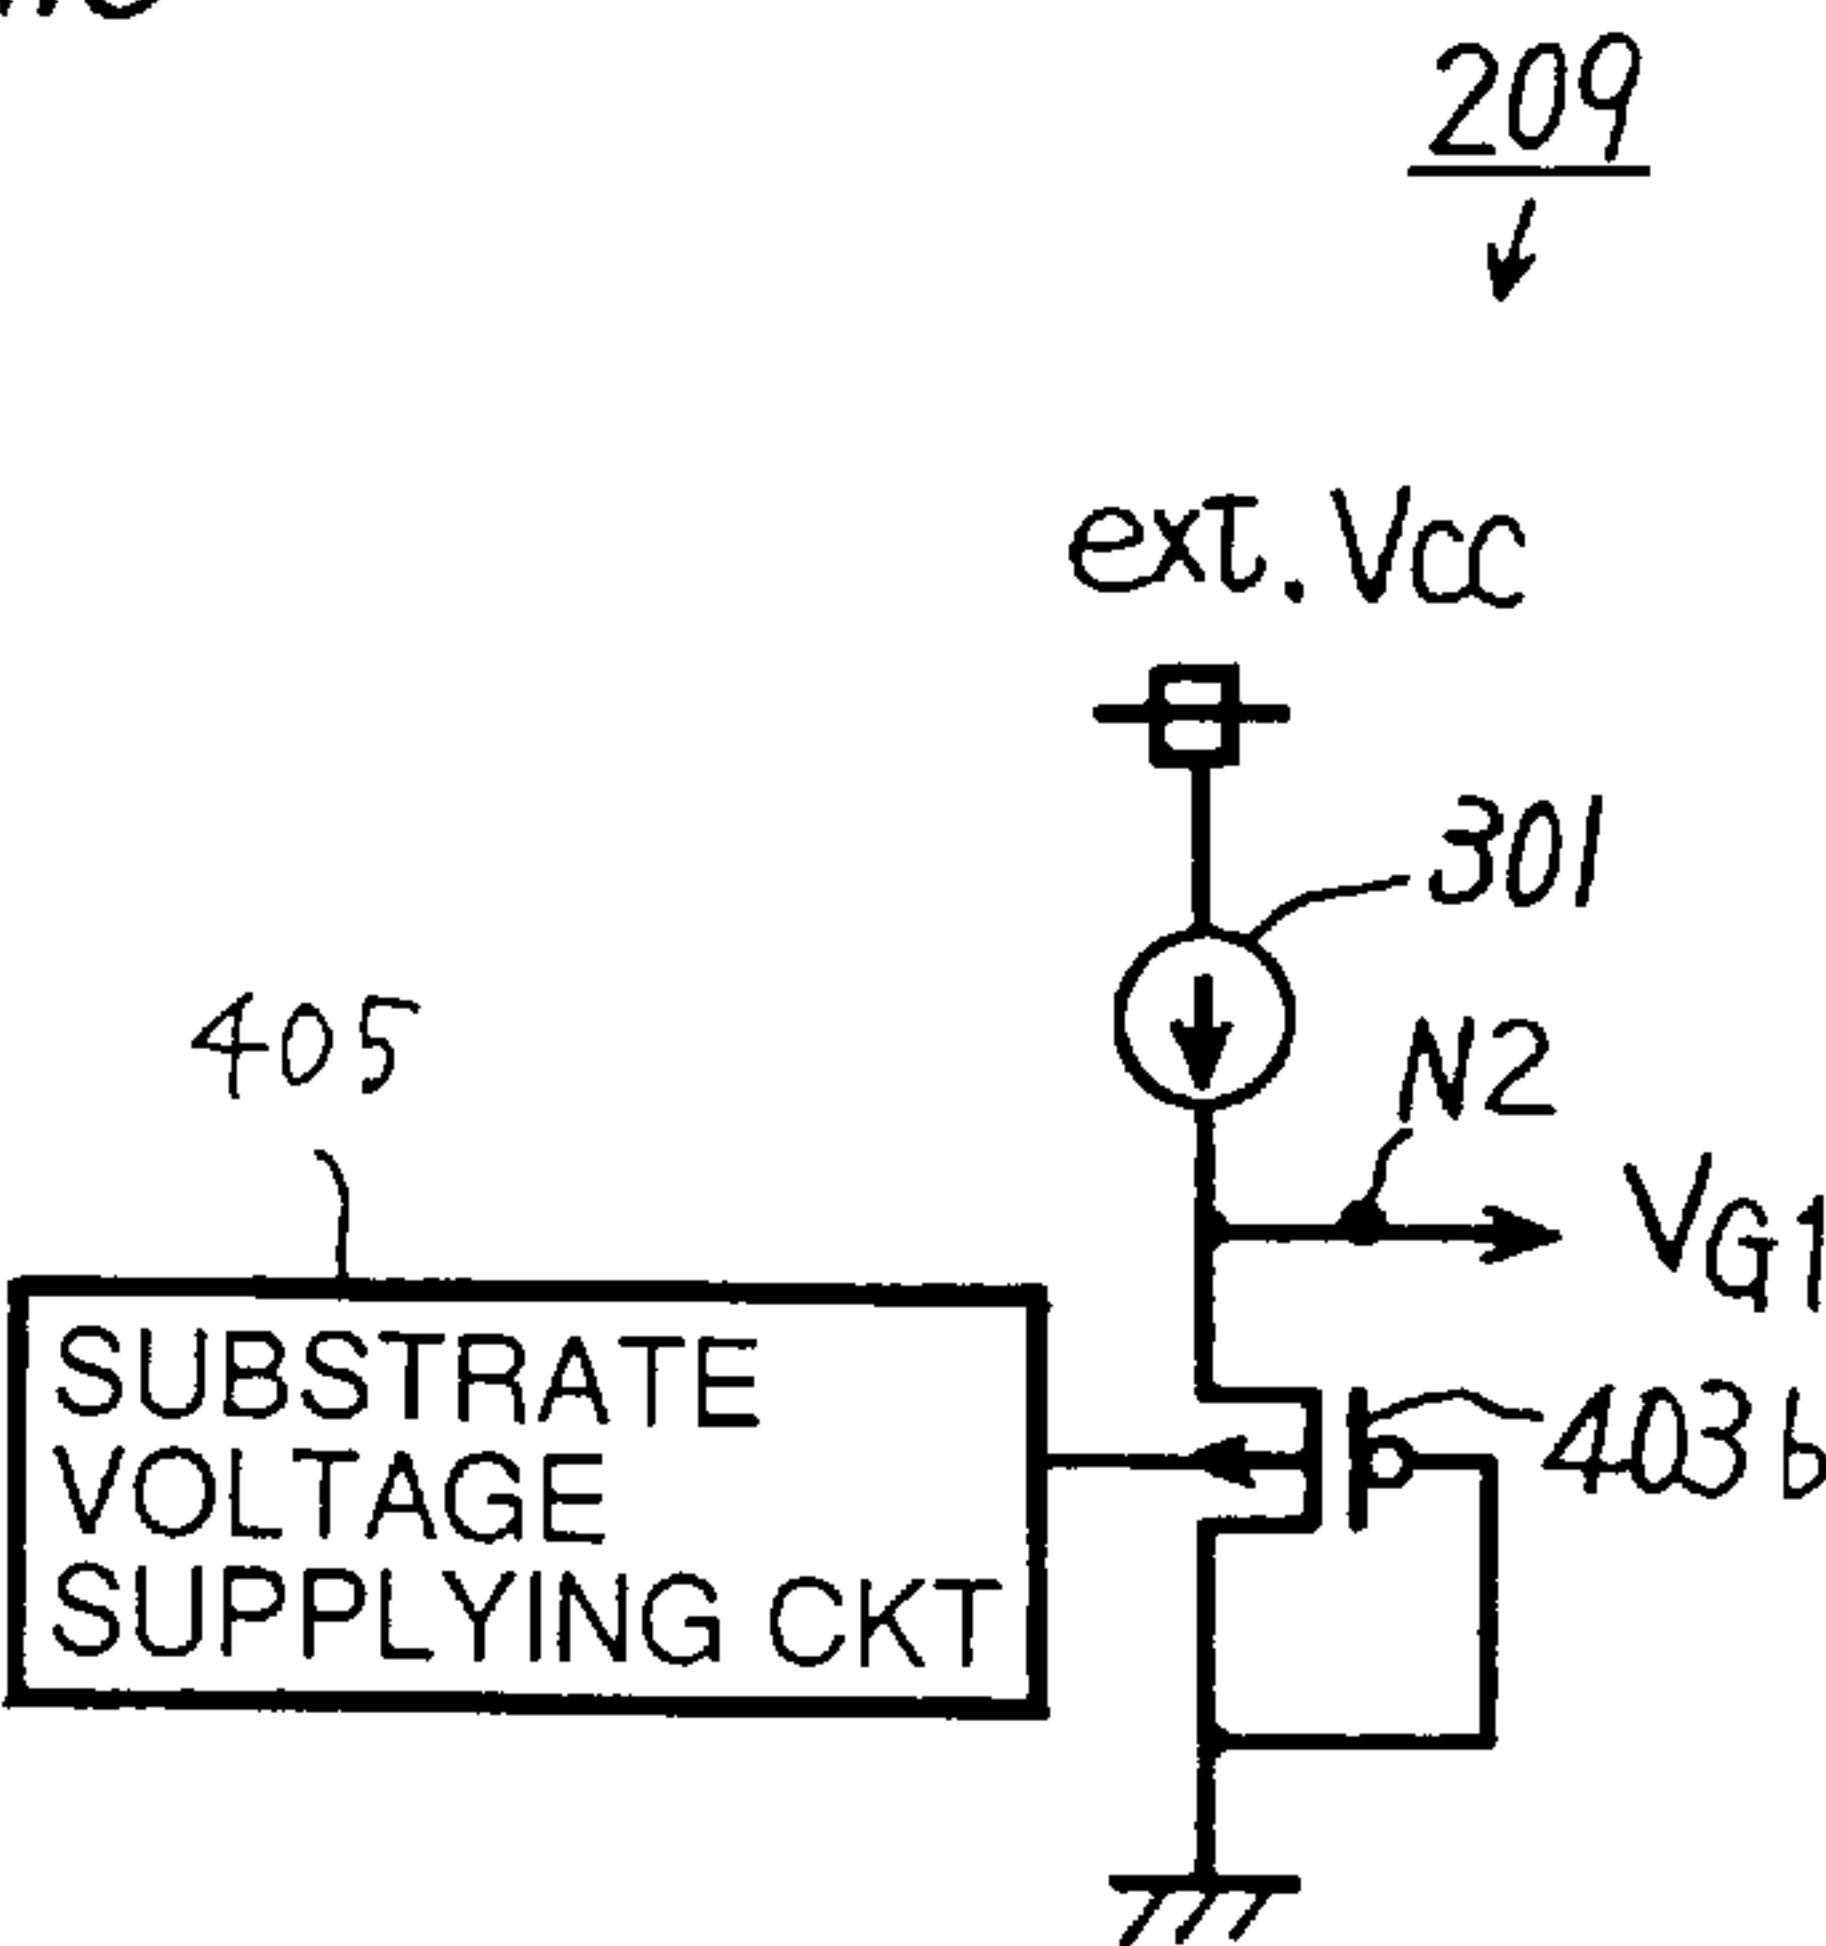 209
ext. Vcc
301
405
N2
VG1
SUBSTRATE
VOLTAGE
SUPPLYING CKT
403b